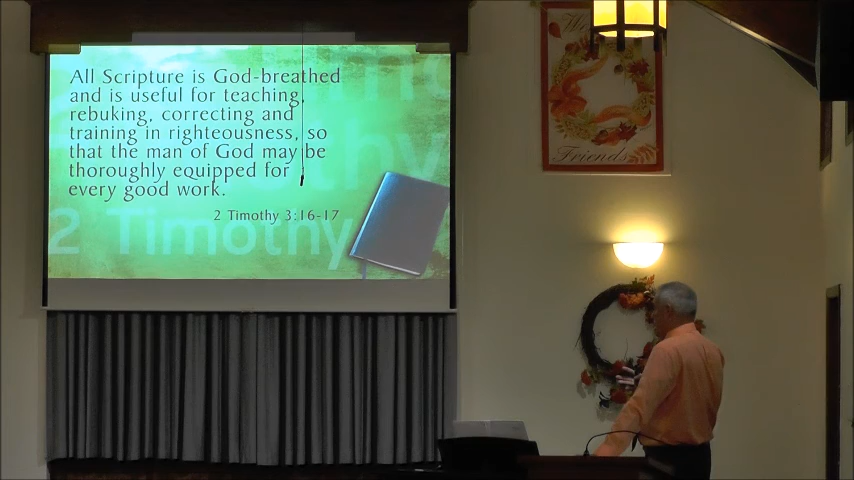 All Scripture is God-breathed
and is useful for teaching,
rebuking, correcting and
training in righteousness, so
that the man of God may be
thoroughly equipped for
every good work.
2 Timothy 3:16-17
2 Timothy
Friends